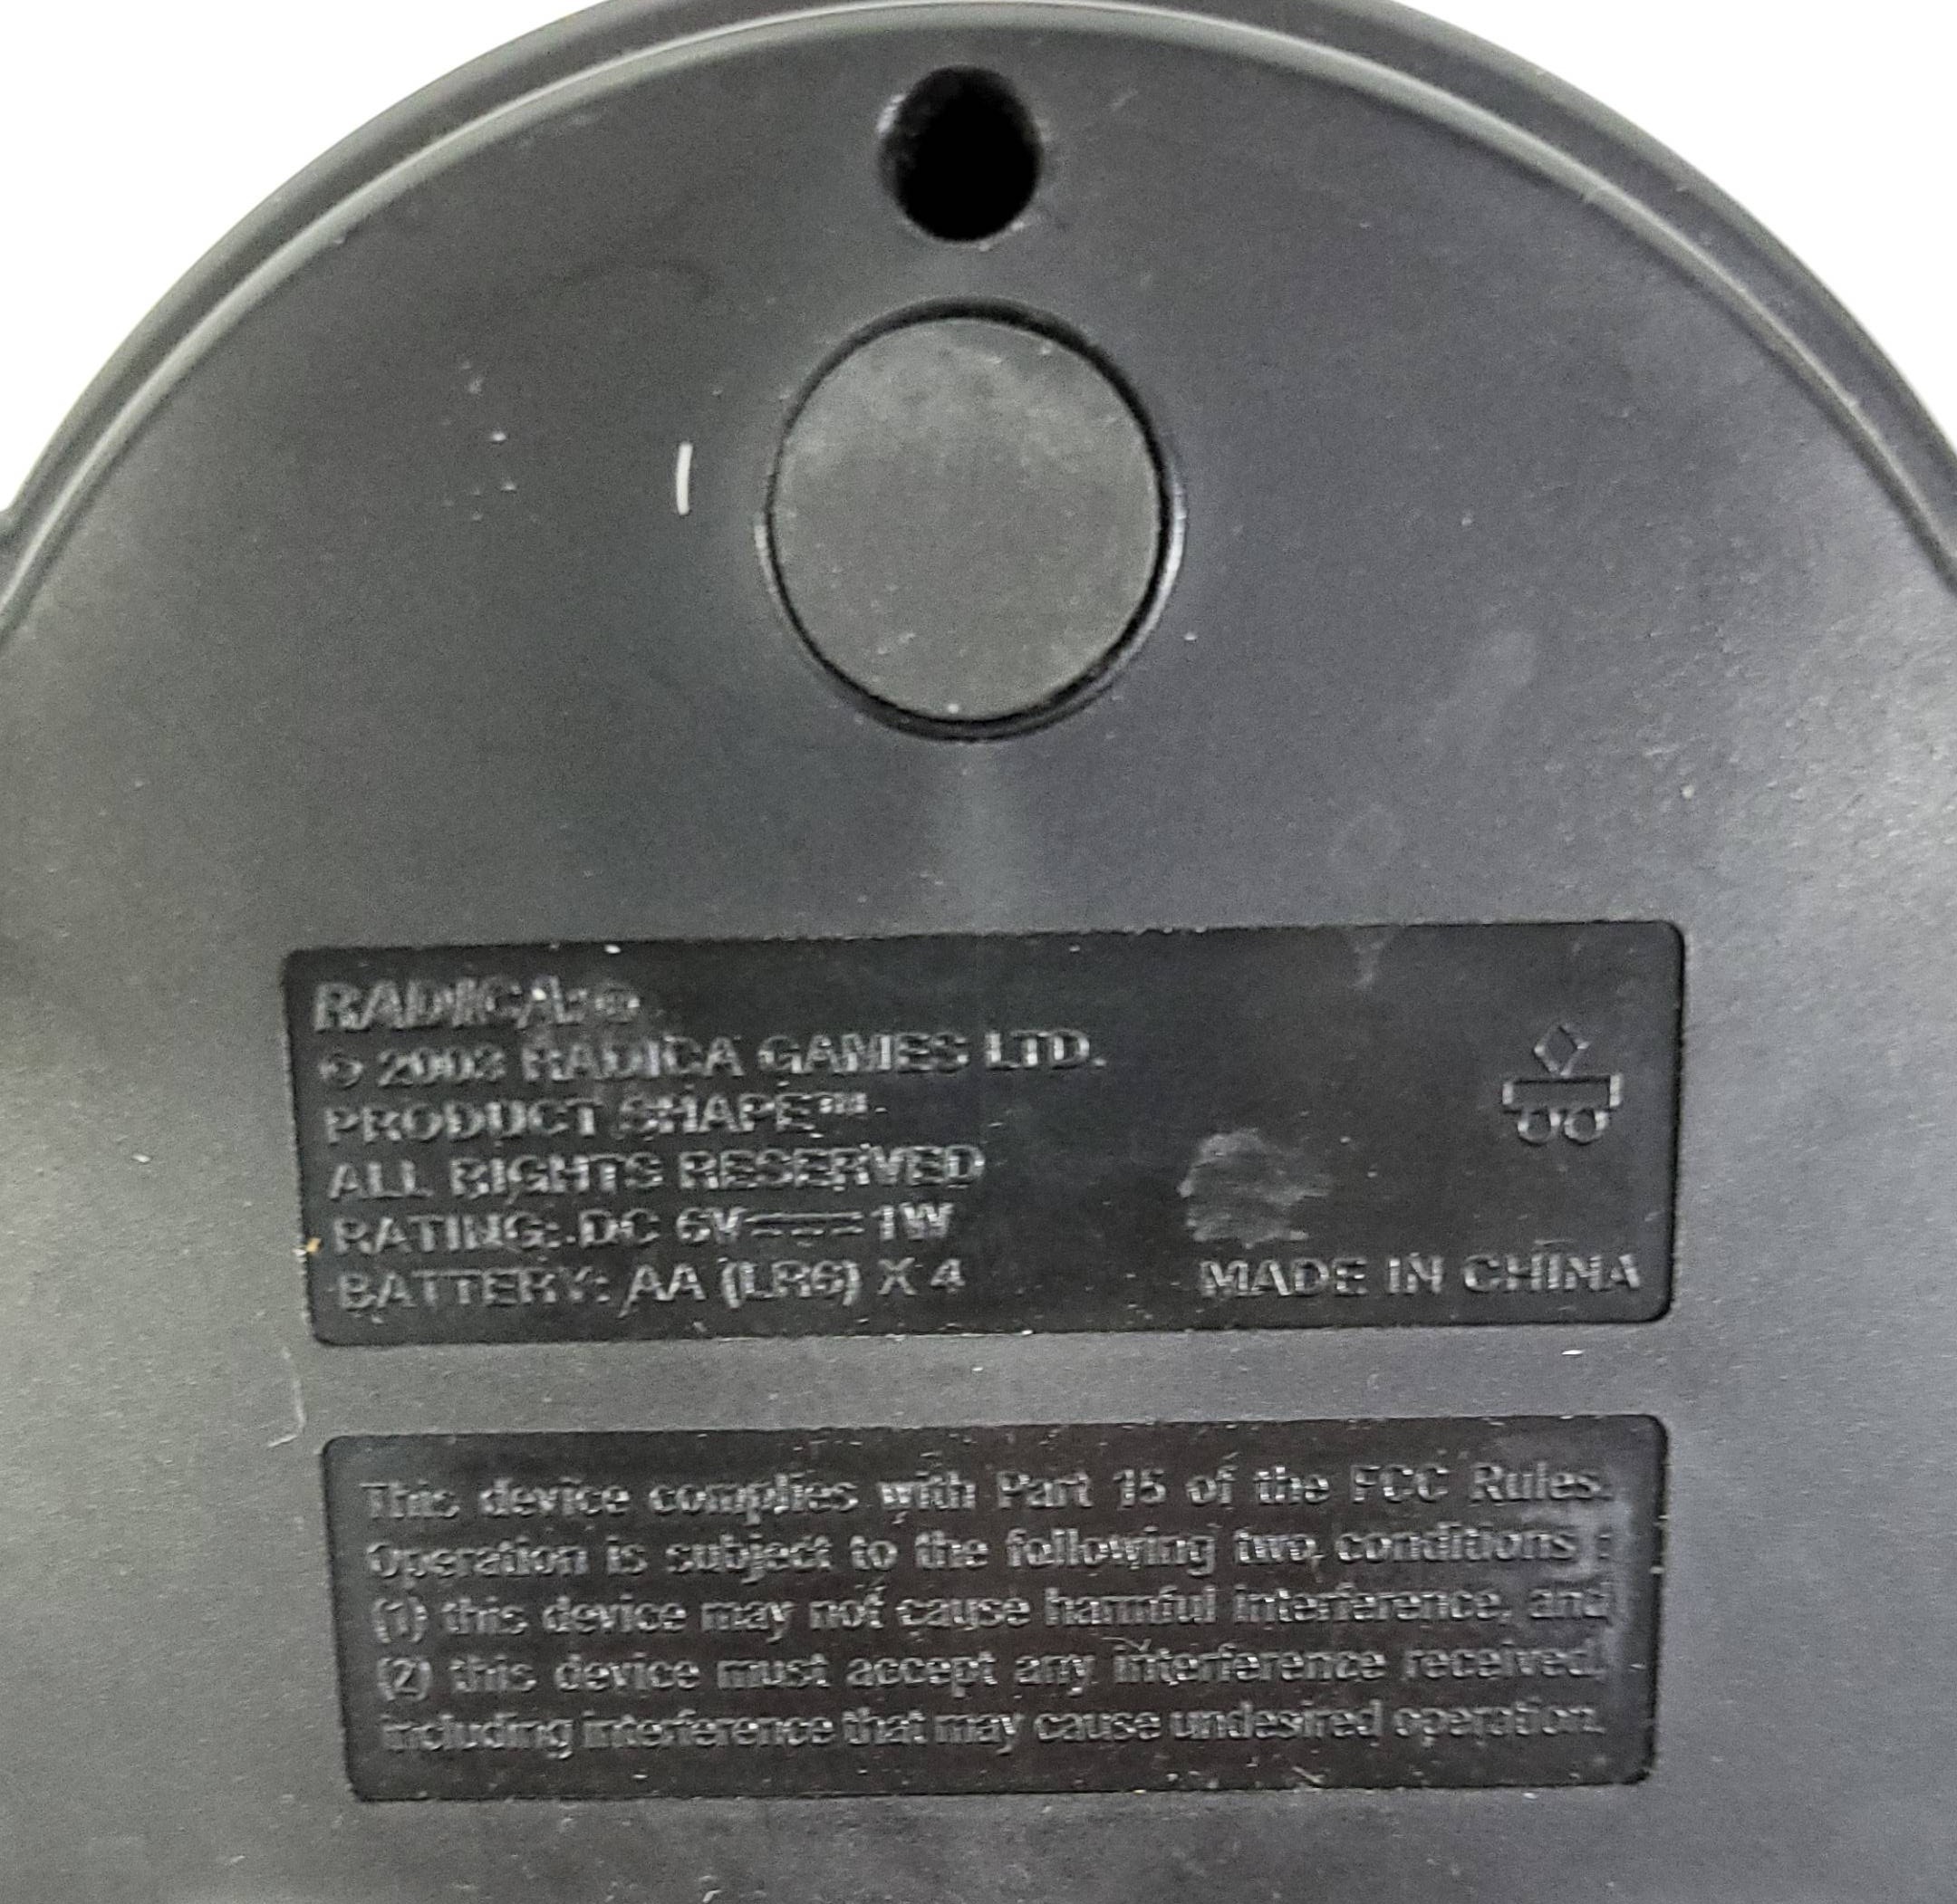 RADICA:®
© 2003 RADICA GAMES LTD.
PRODUCT SHAPE™.
ALL RIGHTS RESERVED
RATING: DC 6V⎓1W
BATTERY: AA (LR6) X 4
MADE IN CHINA
This device complies with Part 15 of the FCC Rules.
Operation is subject to the following two conditions :
(1) this device may not cause harmful interference, and
(2) this device must accept any interference received,
including interference that may cause undesired operation.